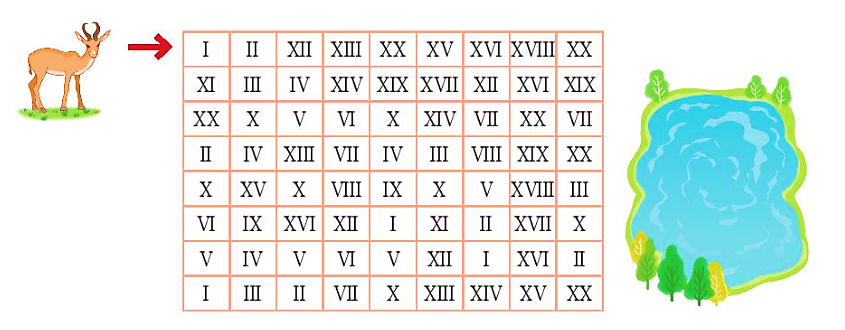 I II XII XIII XX XV XVI XVIII XX
XI III IV XIV XIX XVII XII XVI XIX
XX X V VI X XIV VII XX VII
II IV XIII VII IV III VIII XIX XX
X XV X VIII IX X V XVIII III
VI IX XVI XII I XI II XVII X
V IV V VI V XII I XVI II
I III II VII X XIII XIV XV XX